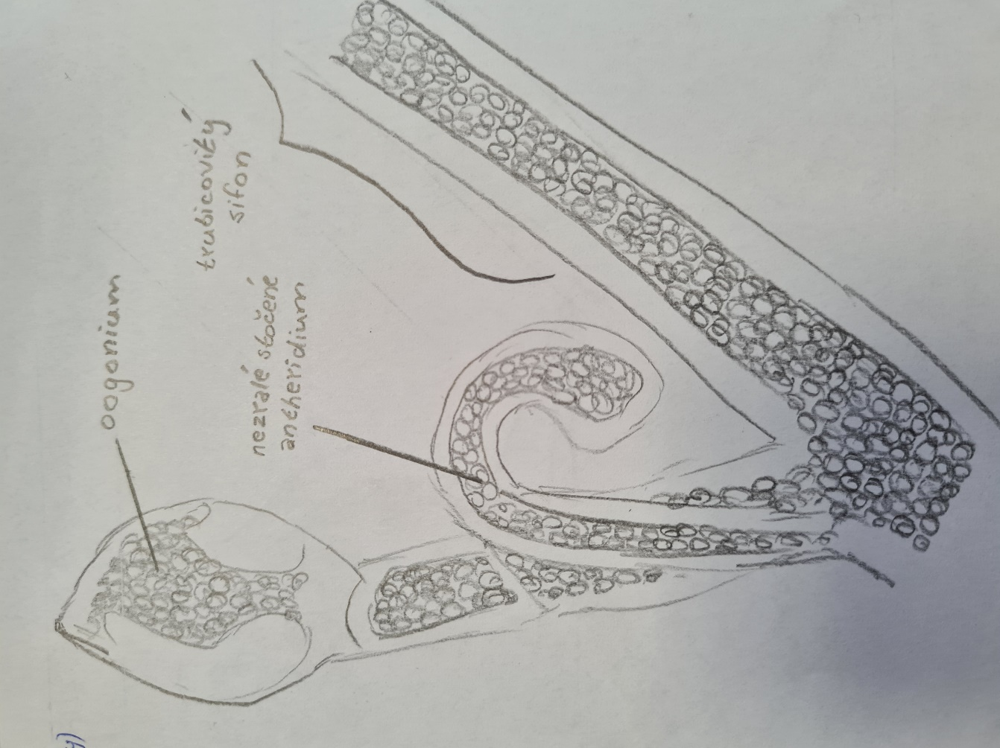 oogonium
trubicovitý
sifon
nezralé stočené
antheridium